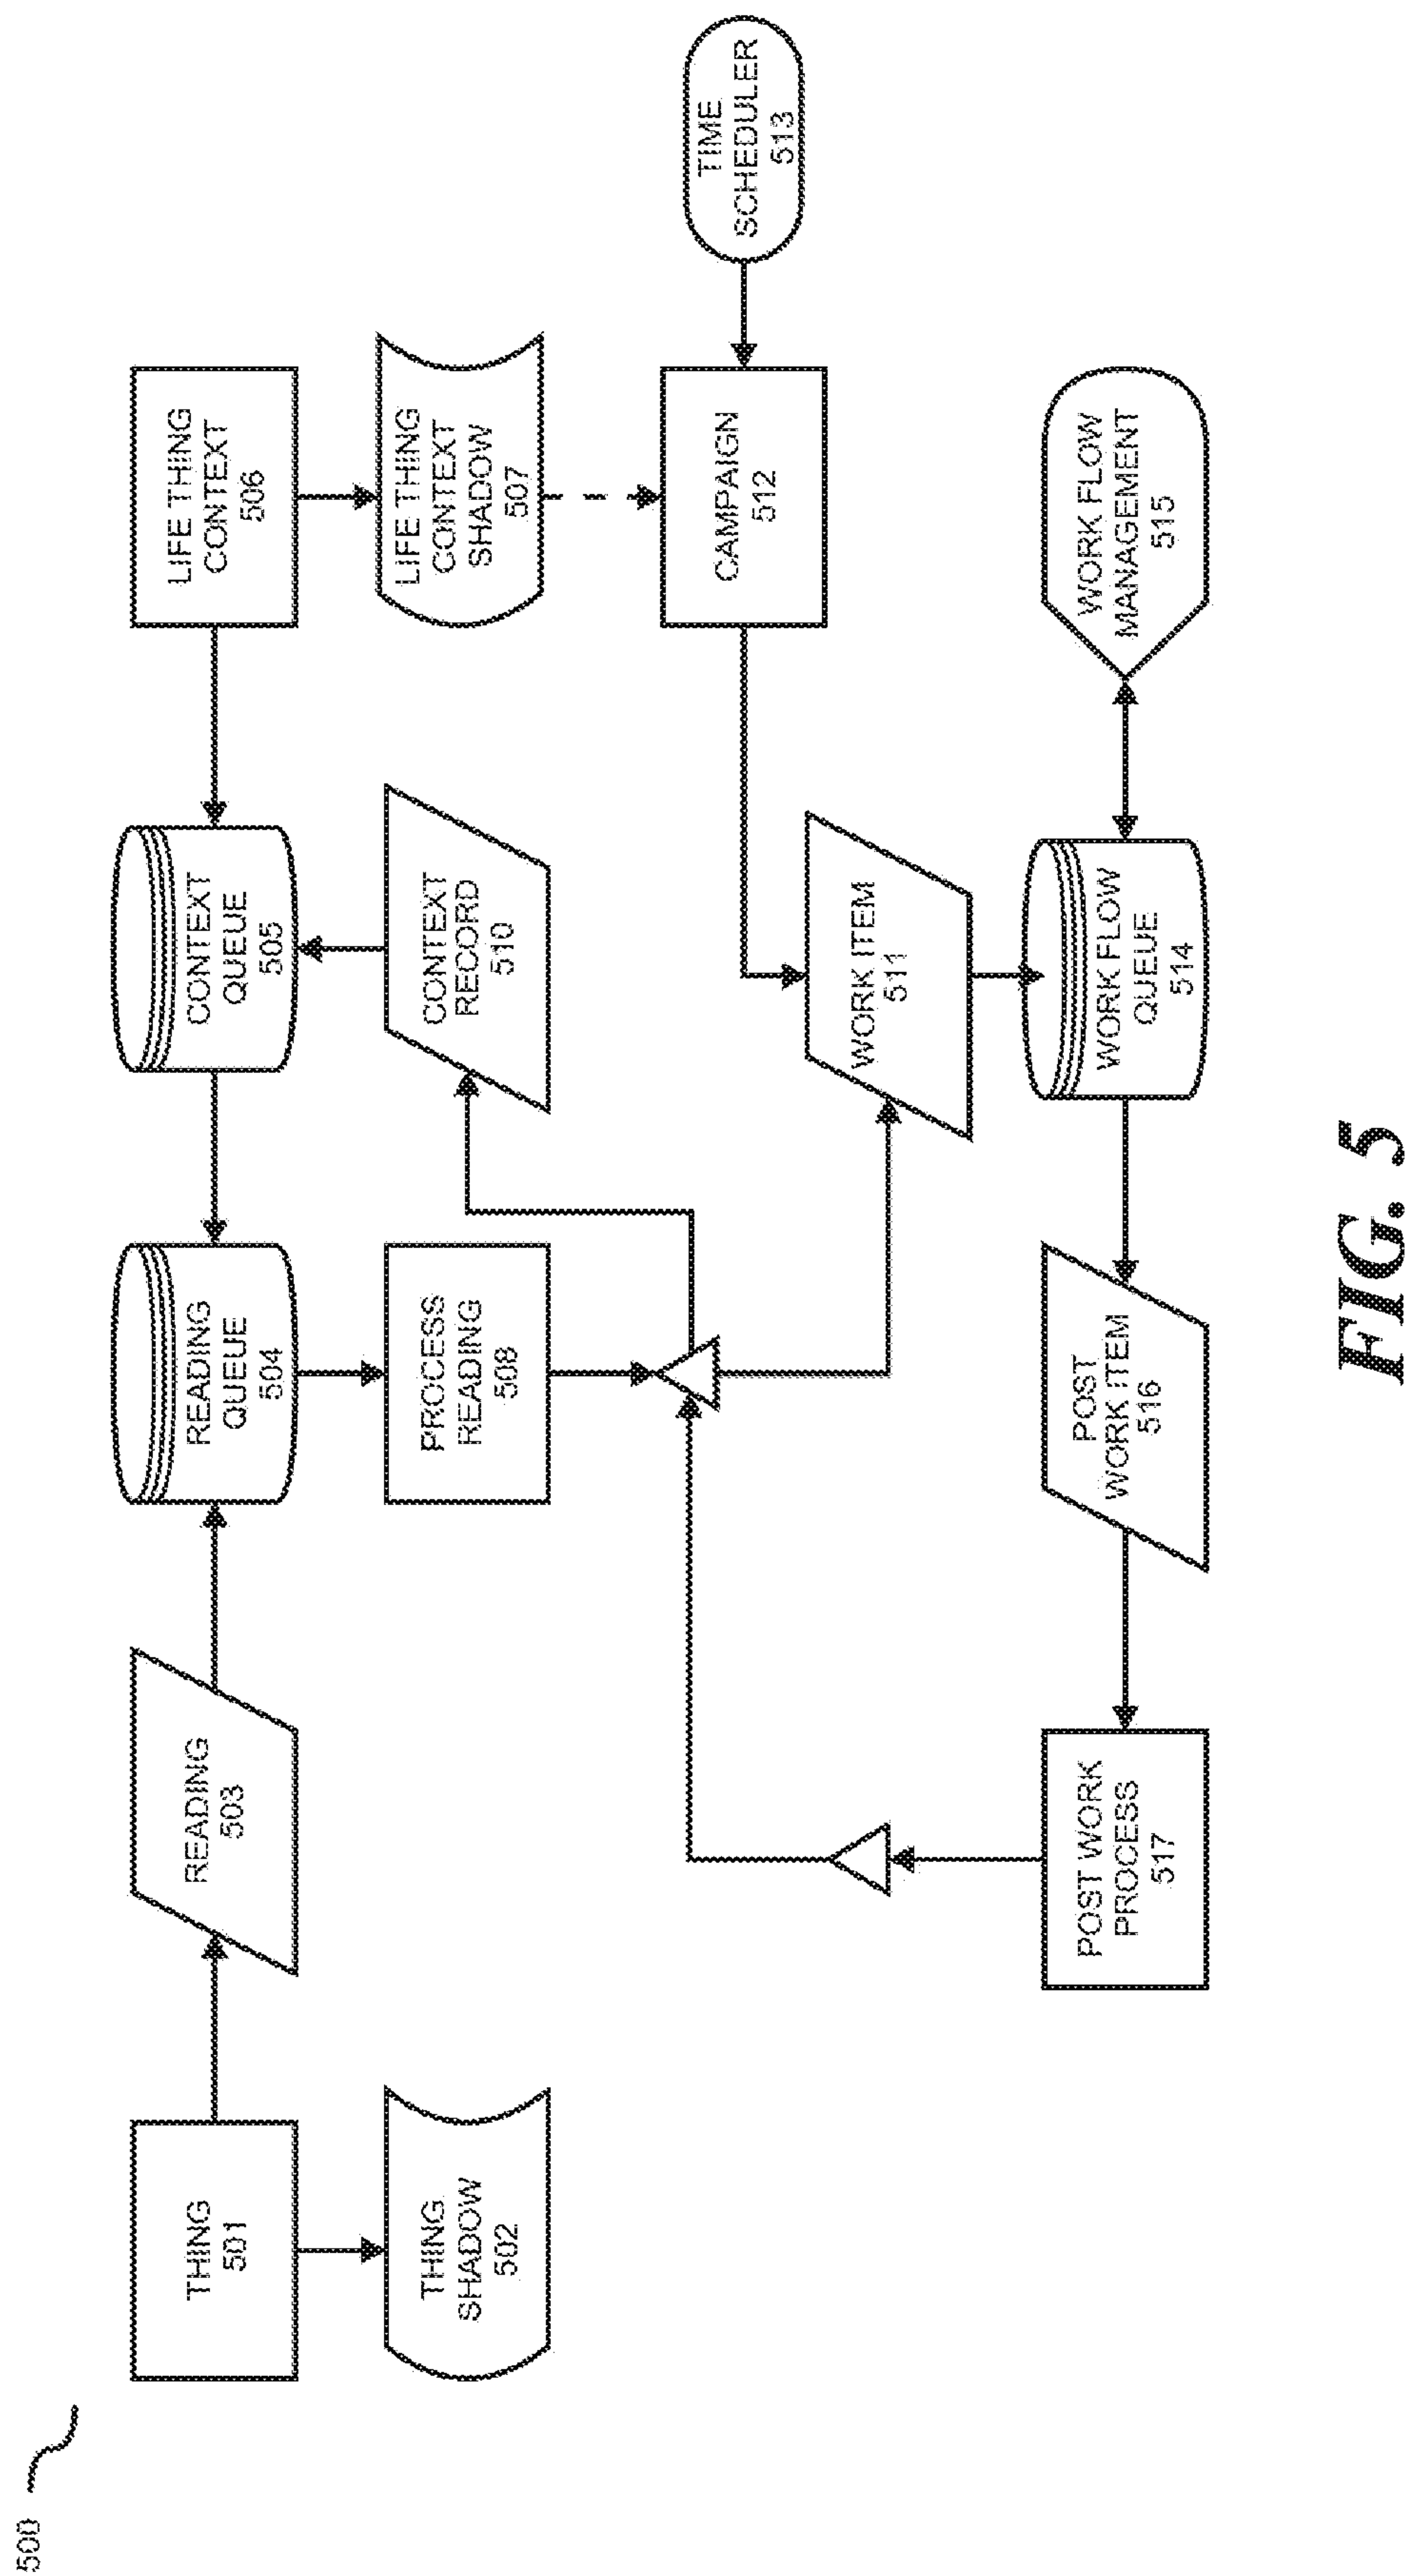 500
THING
501
READING
503
READING
QUEUE
504
CONTEXT
QUEUE
505
LIFE THING
CONTEXT
506
THING
SHADOW
502
PROCESS
READING
508
CONTEXT
RECORD
510
LIFE THING
CONTEXT
SHADOW
507
CAMPAIGN
512
TIME
SCHEDULER
513
WORK ITEM
511
POST WORK
PROCESS
517
POST
WORK ITEM
516
WORK FLOW
QUEUE
514
WORK FLOW
MANAGEMENT
515
FIG. 5